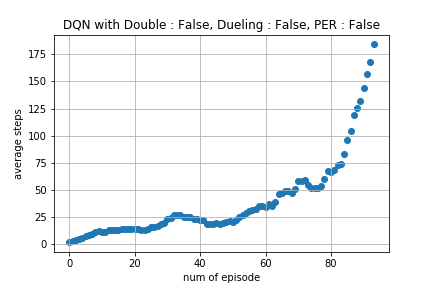 DQN with Double : False, Dueling : False, PER : False
175
150
125
100
75
50
25
0
average steps
0 20 40 60 80
num of episode